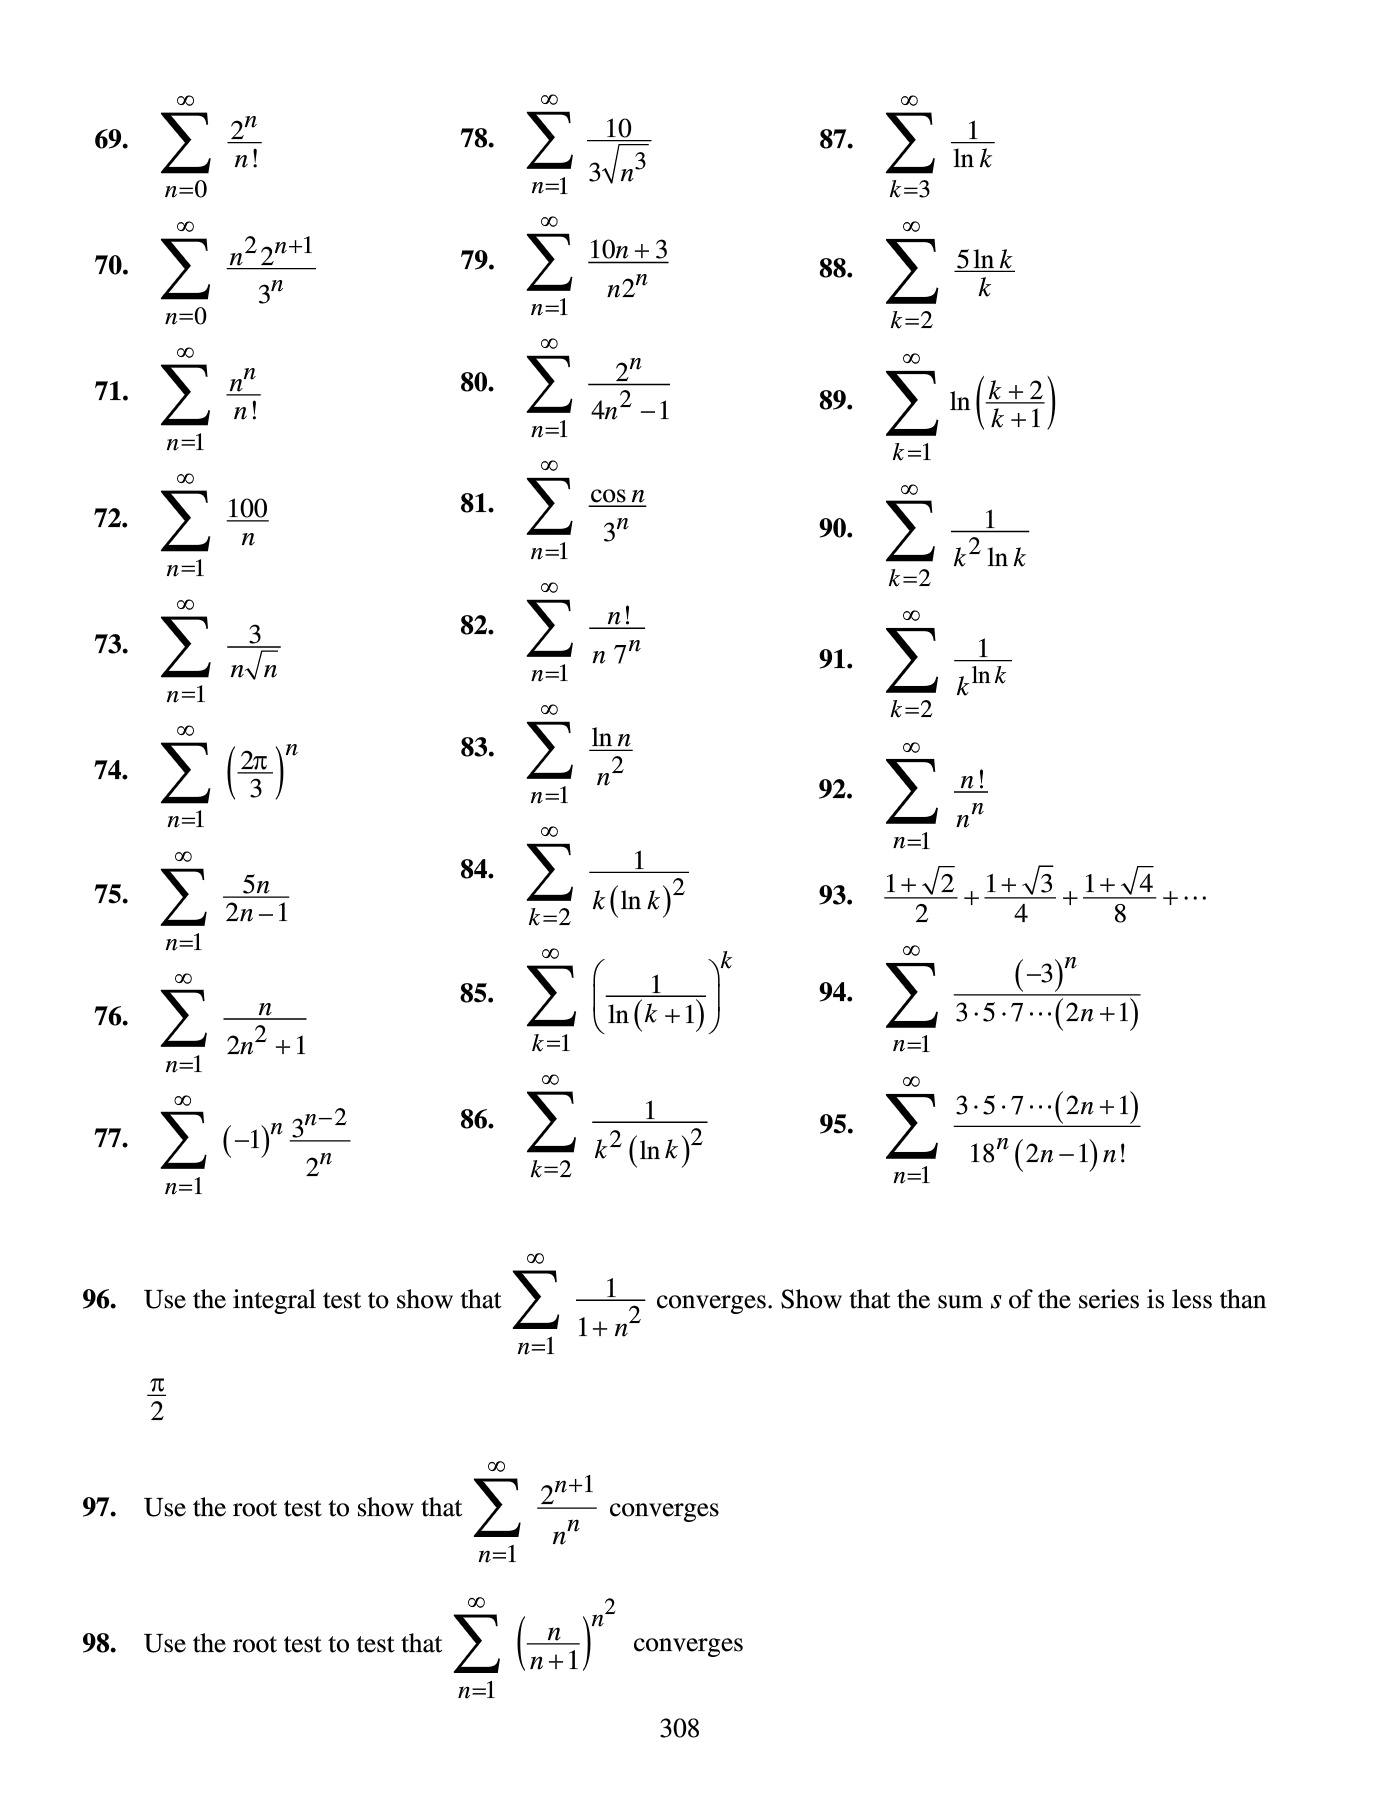 69. $\sum_{n=0}^{\infty} \frac{2^n}{n!}$
70. $\sum_{n=0}^{\infty} \frac{n^2 2^{n+1}}{3^n}$
71. $\sum_{n=1}^{\infty} \frac{n^n}{n!}$
72. $\sum_{n=1}^{\infty} \frac{100}{n}$
73. $\sum_{n=1}^{\infty} \frac{3}{n\sqrt{n}}$
74. $\sum_{n=1}^{\infty} \left(\frac{2\pi}{3}\right)^n$
75. $\sum_{n=1}^{\infty} \frac{5n}{2n-1}$
76. $\sum_{n=1}^{\infty} \frac{n}{2n^2+1}$
77. $\sum_{n=1}^{\infty} (-1)^n \frac{3^{n-2}}{2^n}$
78. $\sum_{n=1}^{\infty} \frac{10}{3\sqrt{n^3}}$
79. $\sum_{n=1}^{\infty} \frac{10n+3}{n2^n}$
80. $\sum_{n=1}^{\infty} \frac{2^n}{4n^2-1}$
81. $\sum_{n=1}^{\infty} \frac{\cos n}{3^n}$
82. $\sum_{n=1}^{\infty} \frac{n!}{n\,7^n}$
83. $\sum_{n=1}^{\infty} \frac{\ln n}{n^2}$
84. $\sum_{k=2}^{\infty} \frac{1}{k(\ln k)^2}$
85. $\sum_{k=1}^{\infty} \left(\frac{1}{\ln(k+1)}\right)^k$
86. $\sum_{k=2}^{\infty} \frac{1}{k^2(\ln k)^2}$
87. $\sum_{k=3}^{\infty} \frac{1}{\ln k}$
88. $\sum_{k=2}^{\infty} \frac{5\ln k}{k}$
89. $\sum_{k=1}^{\infty} \ln\left(\frac{k+2}{k+1}\right)$
90. $\sum_{k=2}^{\infty} \frac{1}{k^2 \ln k}$
91. $\sum_{k=2}^{\infty} \frac{1}{k^{\ln k}}$
92. $\sum_{n=1}^{\infty} \frac{n!}{n^n}$
93. $\frac{1+\sqrt{2}}{2}+\frac{1+\sqrt{3}}{4}+\frac{1+\sqrt{4}}{8}+\cdots$
94. $\sum_{n=1}^{\infty} \frac{(-3)^n}{3\cdot5\cdot7\cdots(2n+1)}$
95. $\sum_{n=1}^{\infty} \frac{3\cdot5\cdot7\cdots(2n+1)}{18^n(2n-1)n!}$
96. Use the integral test to show that $\sum_{n=1}^{\infty} \frac{1}{1+n^2}$ converges. Show that the sum s of the series is less than
$\frac{\pi}{2}$
97. Use the root test to show that $\sum_{n=1}^{\infty} \frac{2^{n+1}}{n^n}$ converges
98. Use the root test to test that $\sum_{n=1}^{\infty} \left(\frac{n}{n+1}\right)^{n^2}$ converges
308